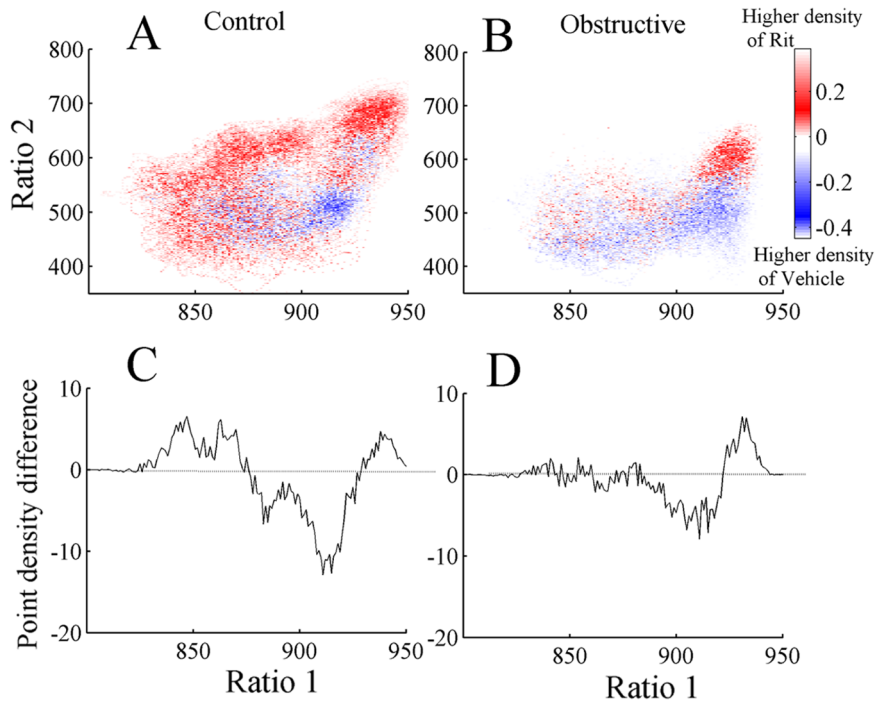 A
Control
B
Obstructive
Higher density
of Rit
800
700
600
500
400
Ratio 2
850
900
950
800
700
600
500
400
850
900
950
0.2
0
-0.2
-0.4
Higher density
of Vehicle
C
D
10
0
-10
-20
Point density difference
850
900
950
Ratio 1
10
0
-10
-20
850
900
950
Ratio 1